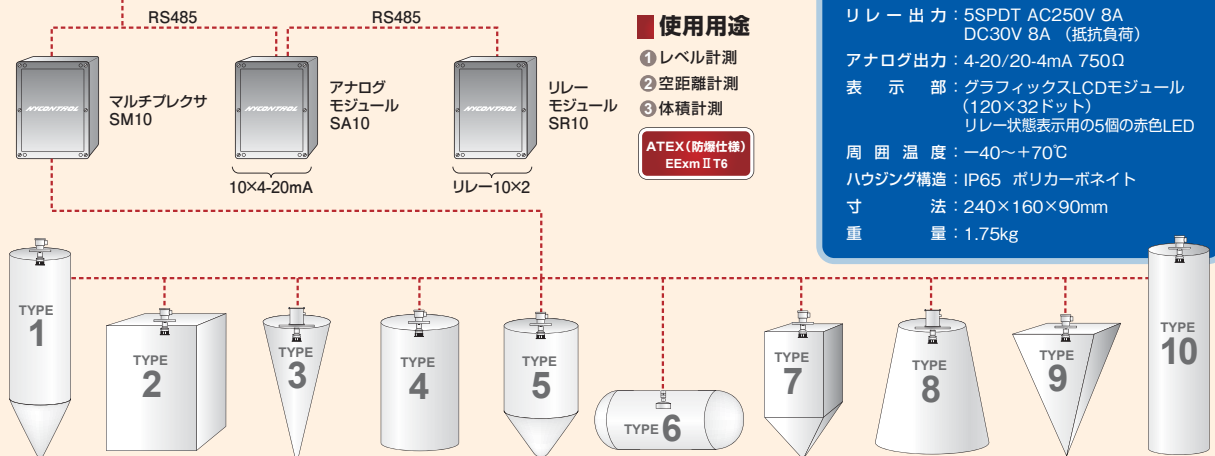 RS485
RS485
NYCONTROL
マルチプレクサ
SM10
NYCONTROL
アナログ
モジュール
SA10
NYCONTROL
リレー
モジュール
SR10
10×4-20mA
リレー10×2
使用用途
①レベル計測
②空距離計測
③体積計測
ATEX(防爆仕様)
EExmⅡT6
リレー出力:5SPDT AC250V 8A
DC30V 8A (抵抗負荷)
アナログ出力:4-20/20-4mA 750Ω
表示部:グラフィックスLCDモジュール
(120×32ドット)
リレー状態表示用の5個の赤色LED
周囲温度:-40~+70℃
ハウジング構造:IP65 ポリカーボネイト
寸法:240×160×90mm
重量:1.75kg
TYPE
1
TYPE
2
TYPE
3
TYPE
4
TYPE
5
TYPE 6
TYPE
7
TYPE
8
TYPE
9
TYPE
10